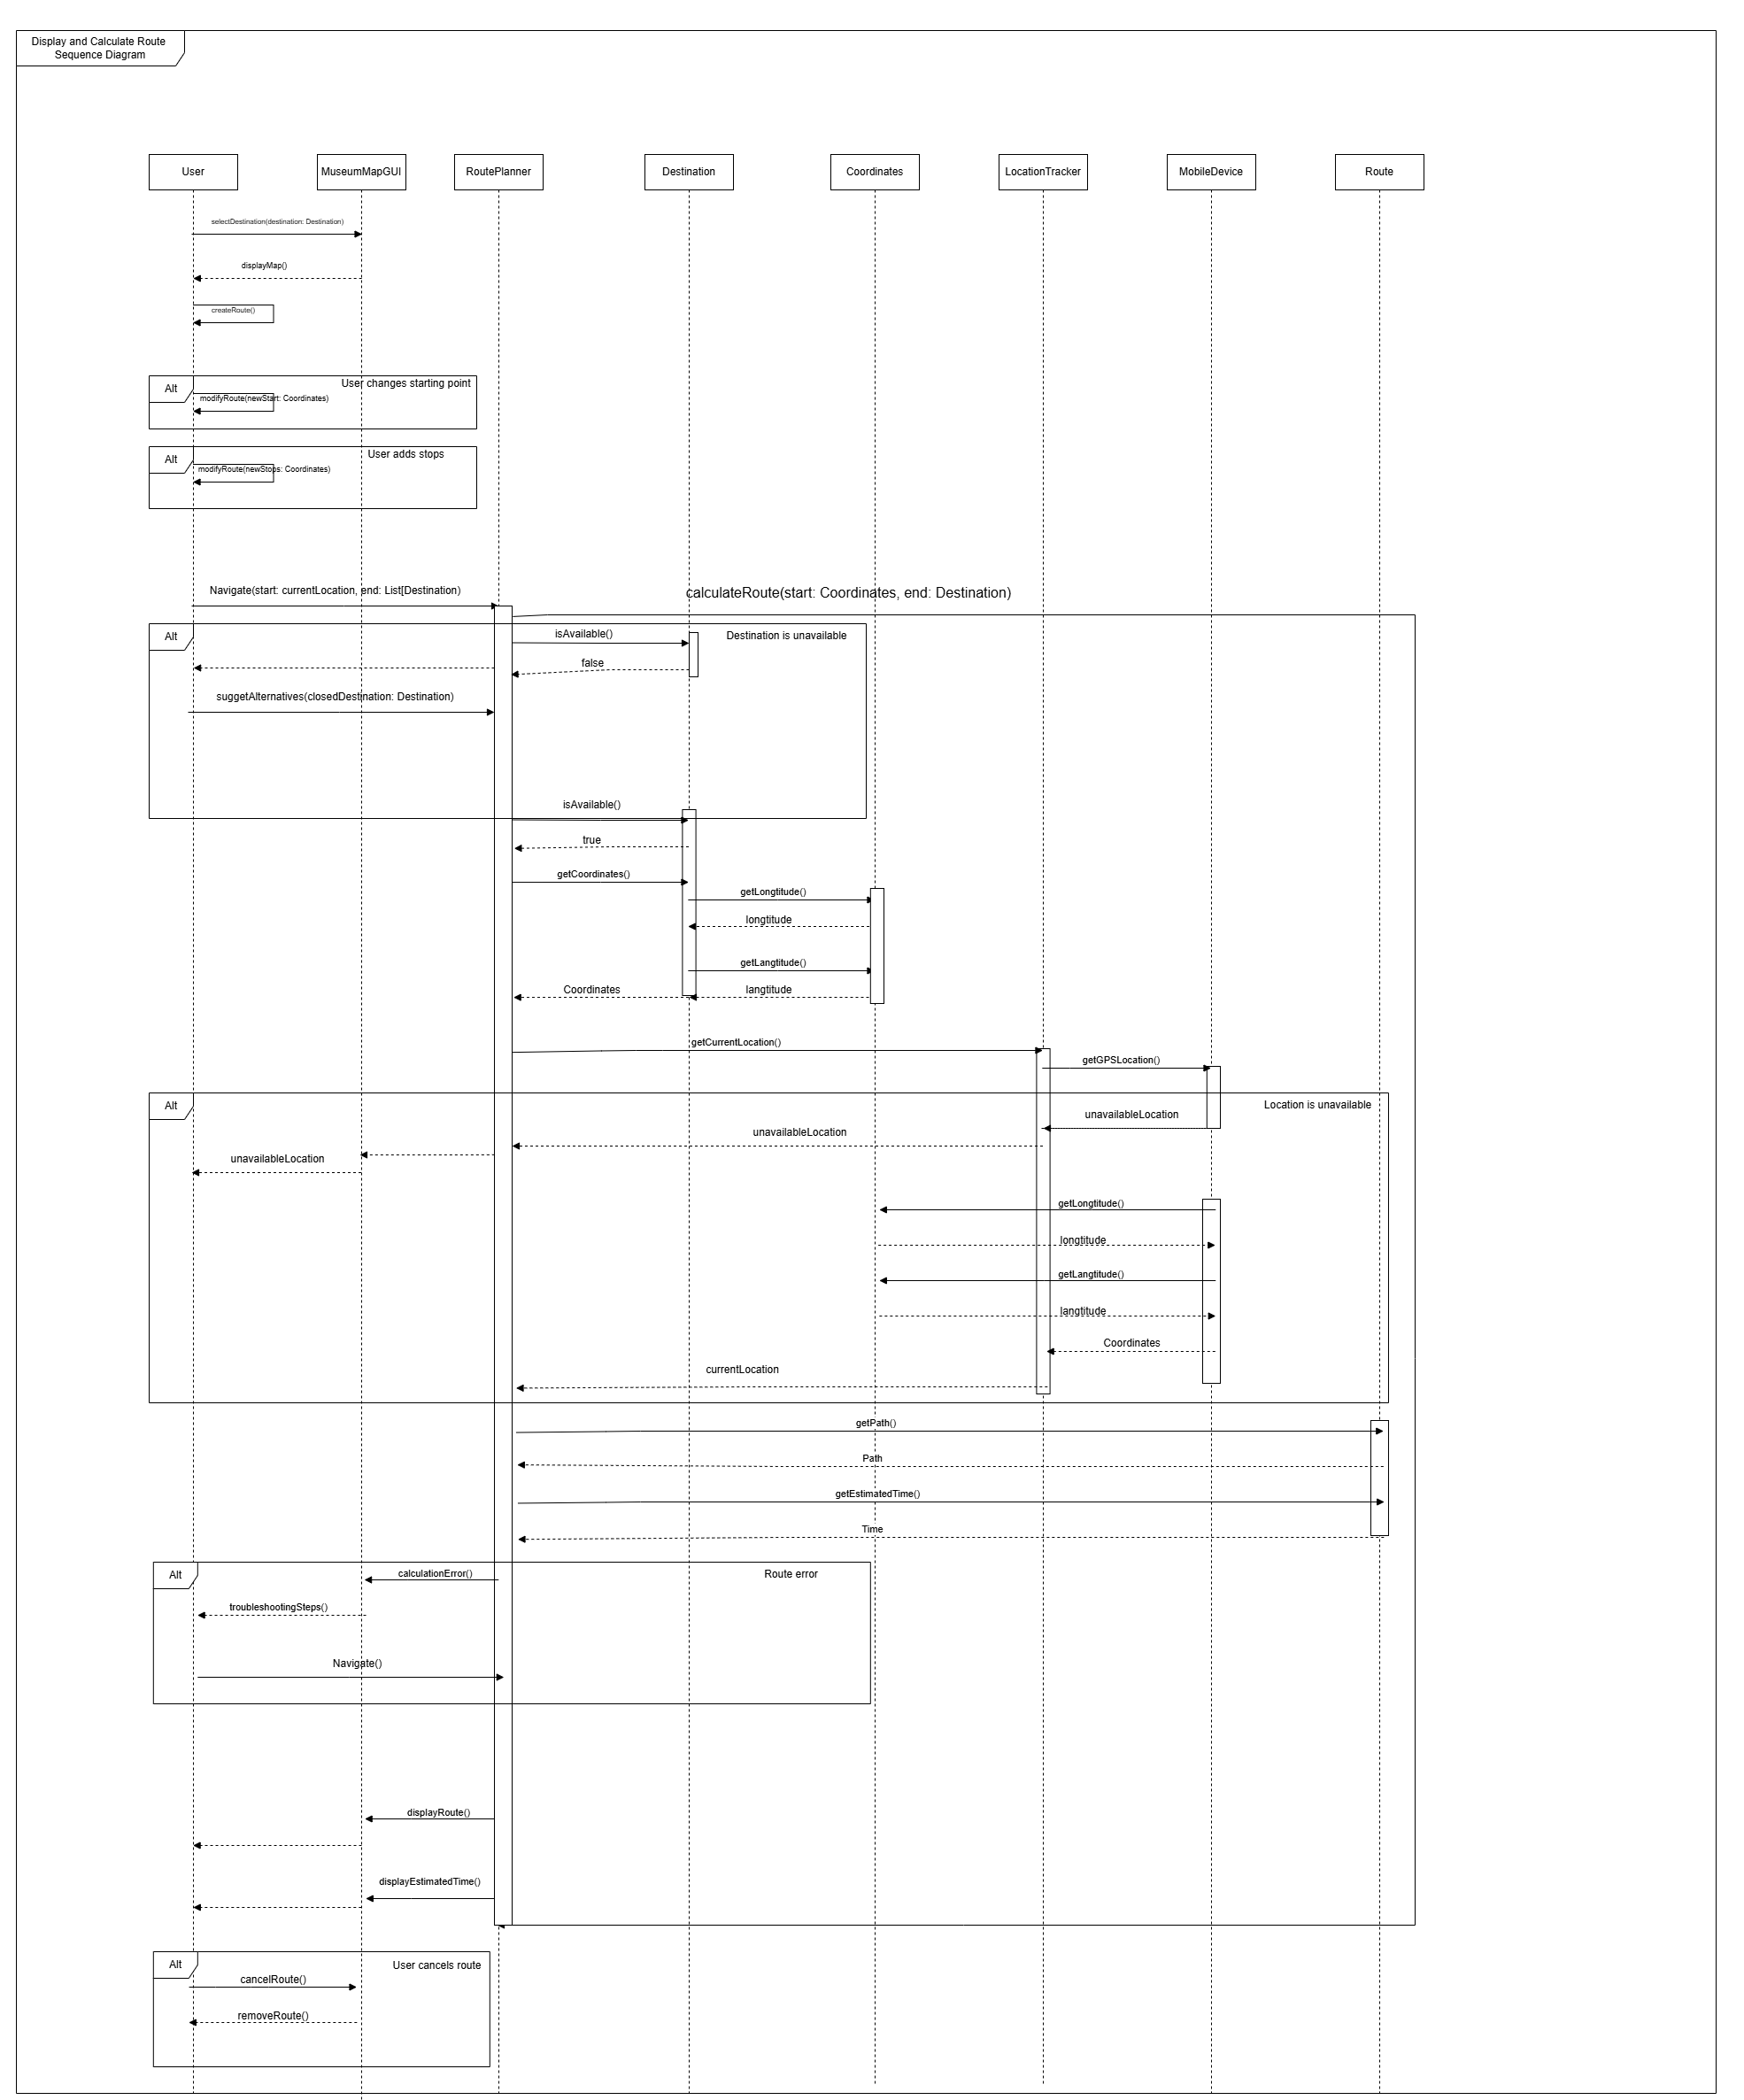 Display and Calculate Route
Sequence Diagram
User
MuseumMapGUI
RoutePlanner
Destination
Coordinates
LocationTracker
MobileDevice
Route
selectDestination(destination: Destination)
displayMap()
createRoute()
Alt
User changes starting point
modifyRoute(newStart: Coordinates)
Alt
User adds stops
modifyRoute(newStops: Coordinates)
Navigate(start: currentLocation, end: List[Destination)
calculateRoute(start: Coordinates, end: Destination)
Alt
isAvailable()
Destination is unavailable
false
suggetAlternatives(closedDestination: Destination)
isAvailable()
true
getCoordinates()
getLongtitude()
longtitude
getLangtitude()
Coordinates
langtitude
getCurrentLocation()
getGPSLocation()
Alt
Location is unavailable
unavailableLocation
unavailableLocation
unavailableLocation
getLongtitude()
longtitude
getLangtitude()
langtitude
Coordinates
currentLocation
getPath()
Path
getEstimatedTime()
Time
Alt
calculationError()
Route error
troubleshootingSteps()
Navigate()
displayRoute()
displayEstimatedTime()
Alt
User cancels route
cancelRoute()
removeRoute()